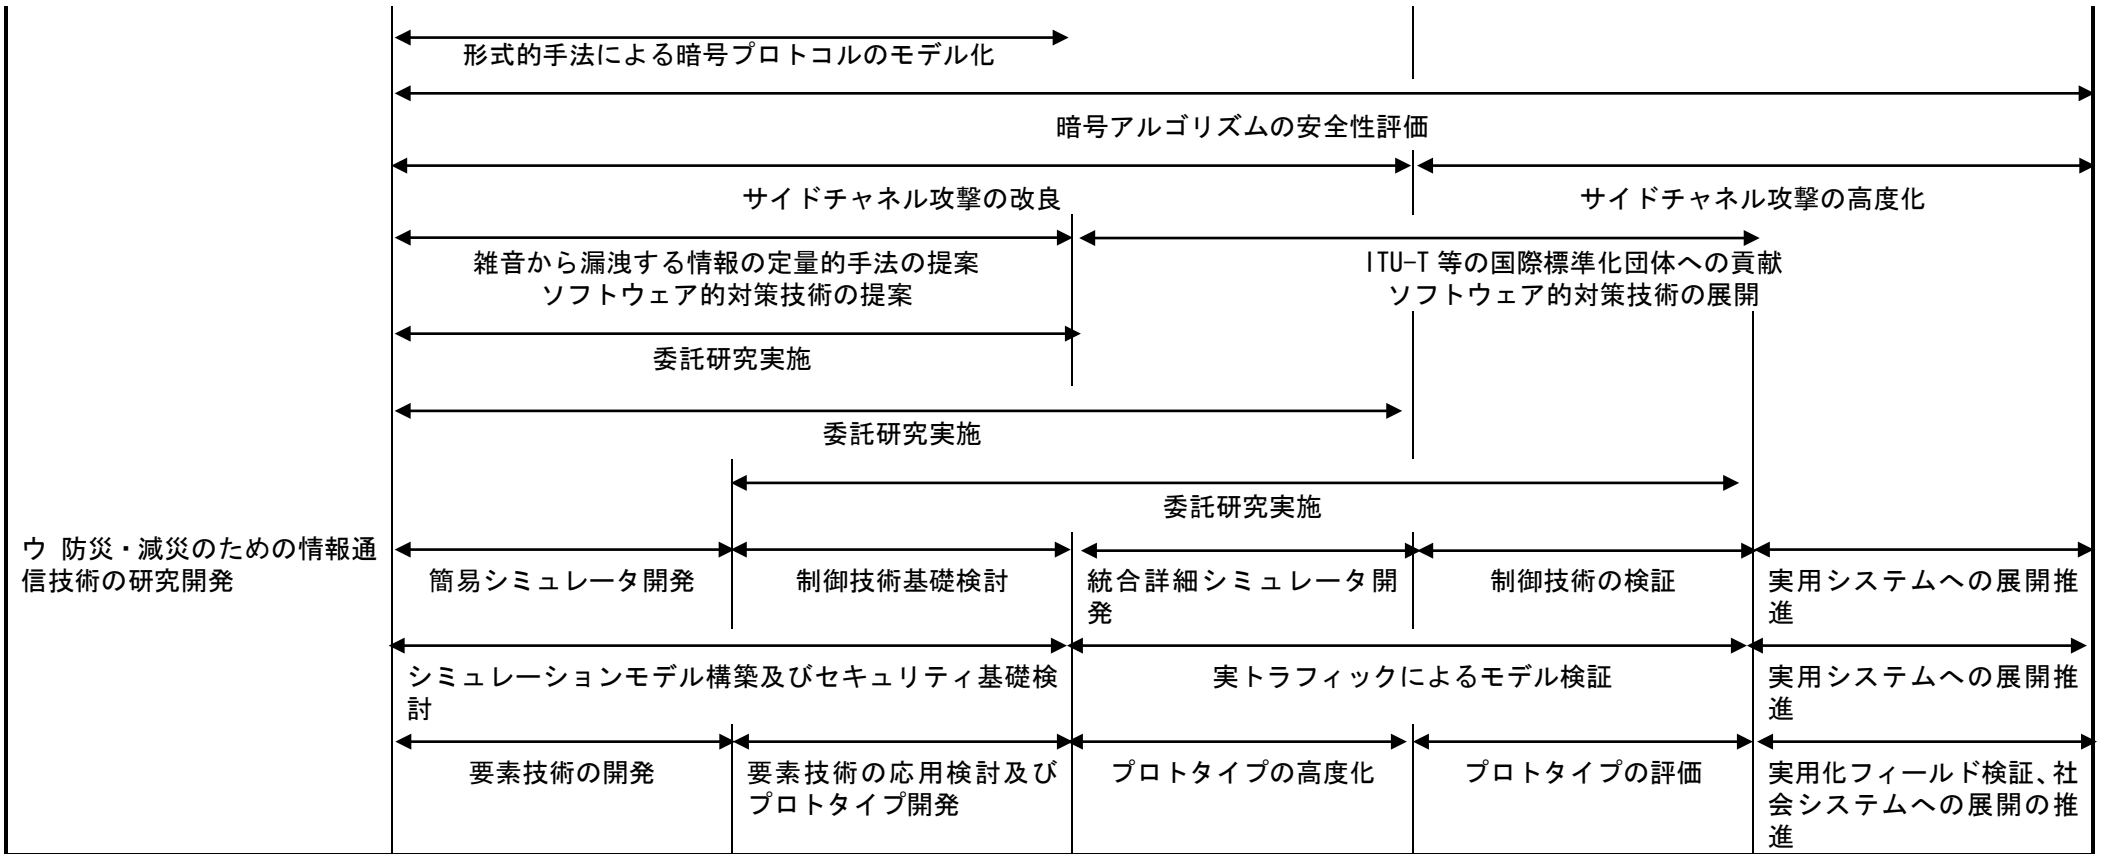 形式的手法による暗号プロトコルのモデル化
暗号アルゴリズムの安全性評価
サイドチャネル攻撃の改良
サイドチャネル攻撃の高度化
雑音から漏洩する情報の定量的手法の提案
ソフトウェア的対策技術の提案
ITU-T 等の国際標準化団体への貢献
ソフトウェア的対策技術の展開
委託研究実施
委託研究実施
委託研究実施
ウ 防災・減災のための情報通
信技術の研究開発
簡易シミュレータ開発
制御技術基礎検討
統合詳細シミュレータ開
発
制御技術の検証
実用システムへの展開推
進
シミュレーションモデル構築及びセキュリティ基礎検
討
実トラフィックによるモデル検証
実用システムへの展開推
進
要素技術の開発
要素技術の応用検討及び
プロトタイプ開発
プロトタイプの高度化
プロトタイプの評価
実用化フィールド検証、社
会システムへの展開の推
進